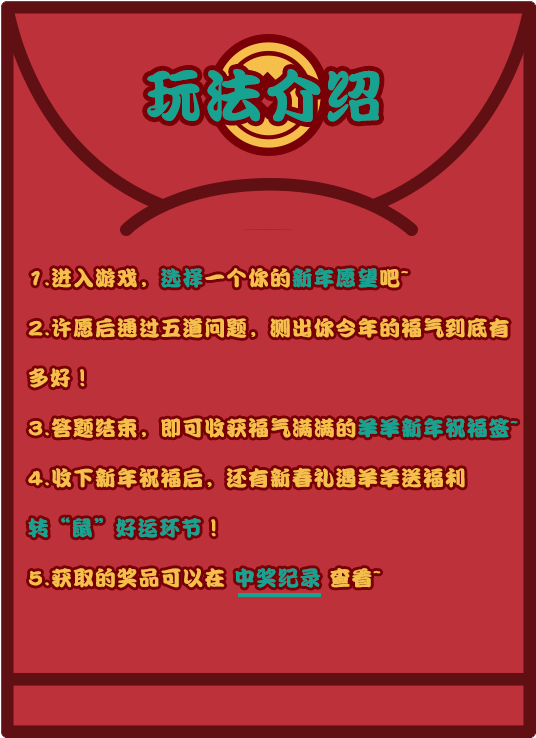 玩法介绍
1.进入游戏，选择一个你的新年愿望吧~
2.许愿后通过五道问题，测出你今年的福气到底有
多好！
3.答题结束，即可收获福气满满的羊羊新年祝福签~
4.收下新年祝福后，还有新春礼遇羊羊送福利
转“鼠”好运环节！
5.获取的奖品可以在 中奖纪录 查看~